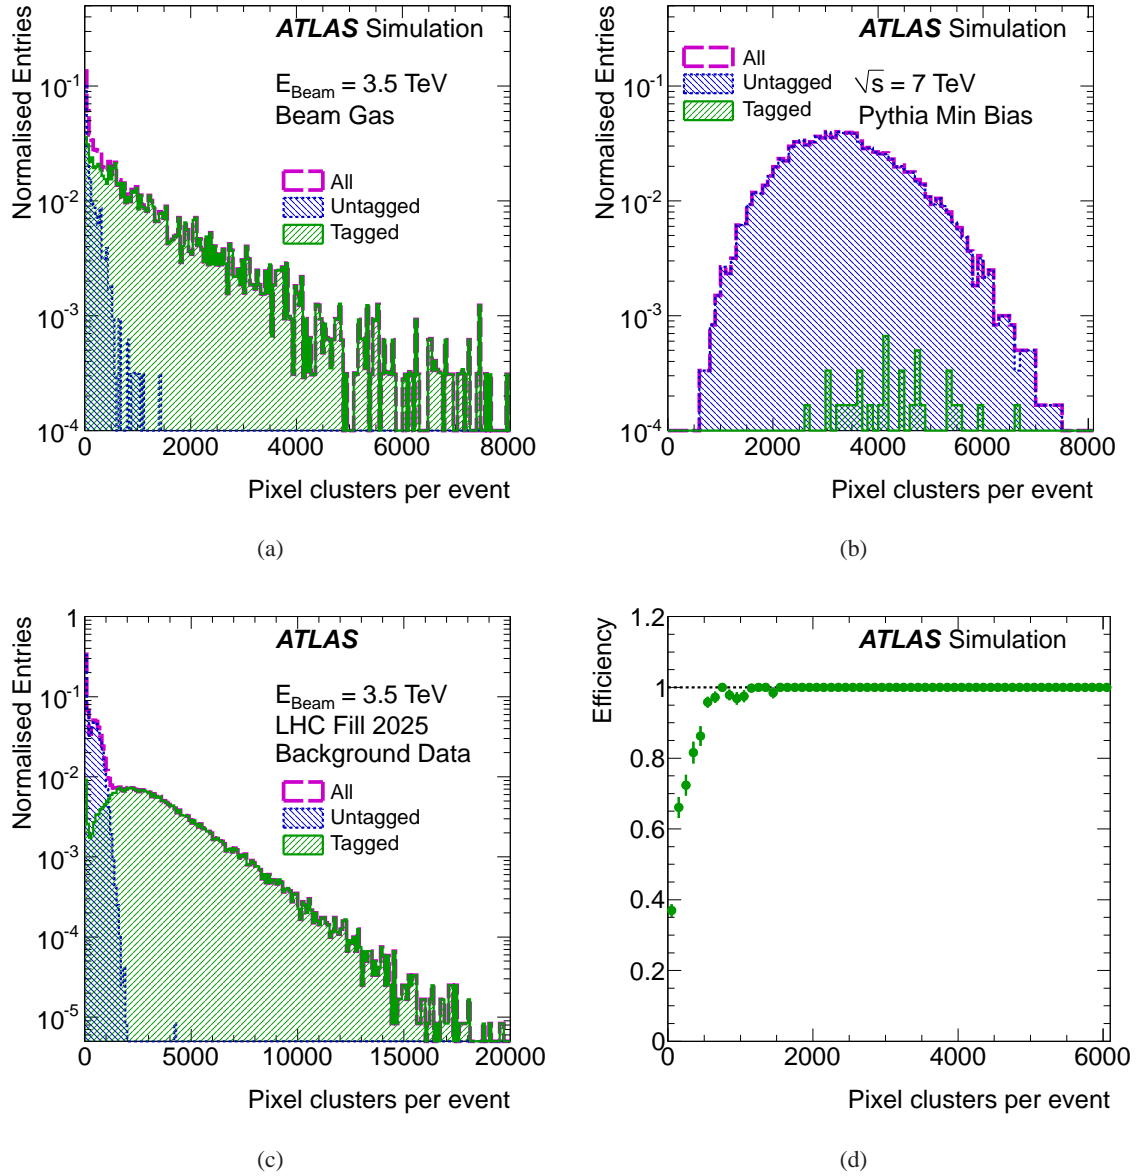 Normalised Entries
10^-1
10^-2
10^-3
10^-4
ATLAS Simulation
E_Beam = 3.5 TeV
Beam Gas
All
Untagged
Tagged
0 2000 4000 6000 8000
Pixel clusters per event
(a)
Normalised Entries
10^-1
10^-2
10^-3
10^-4
ATLAS Simulation
All
Untagged
Tagged
√s = 7 TeV
Pythia Min Bias
0 2000 4000 6000 8000
Pixel clusters per event
(b)
Normalised Entries
1
10^-1
10^-2
10^-3
10^-4
10^-5
ATLAS
E_Beam = 3.5 TeV
LHC Fill 2025
Background Data
All
Untagged
Tagged
0 5000 10000 15000 20000
Pixel clusters per event
(c)
Efficiency
1.2
1
0.8
0.6
0.4
0.2
0
ATLAS Simulation
0 2000 4000 6000
Pixel clusters per event
(d)